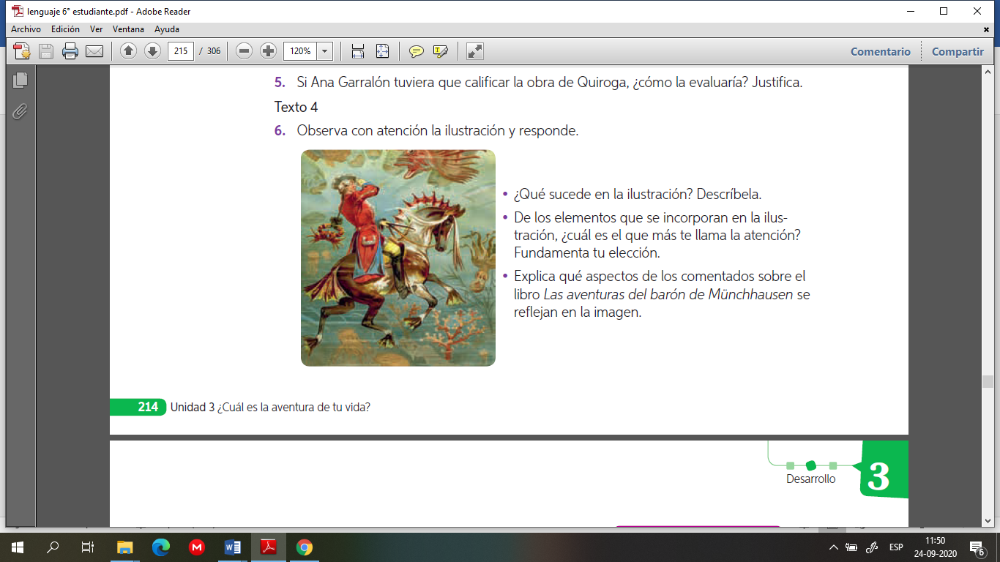 lenguaje 6° estudiante.pdf - Adobe Reader
Archivo Edición Ver Ventana Ayuda
215 / 306 120% Comentario Compartir
5. Si Ana Garralón tuviera que calificar la obra de Quiroga, ¿cómo la evaluaría? Justifica.
Texto 4
6. Observa con atención la ilustración y responde.
• ¿Qué sucede en la ilustración? Descríbela.
• De los elementos que se incorporan en la ilus-
tración, ¿cuál es el que más te llama la atención?
Fundamenta tu elección.
• Explica qué aspectos de los comentados sobre el
libro Las aventuras del barón de Münchhausen se
reflejan en la imagen.
214 Unidad 3 ¿Cuál es la aventura de tu vida?
Desarrollo
3
ESP
11:50
24-09-2020
6